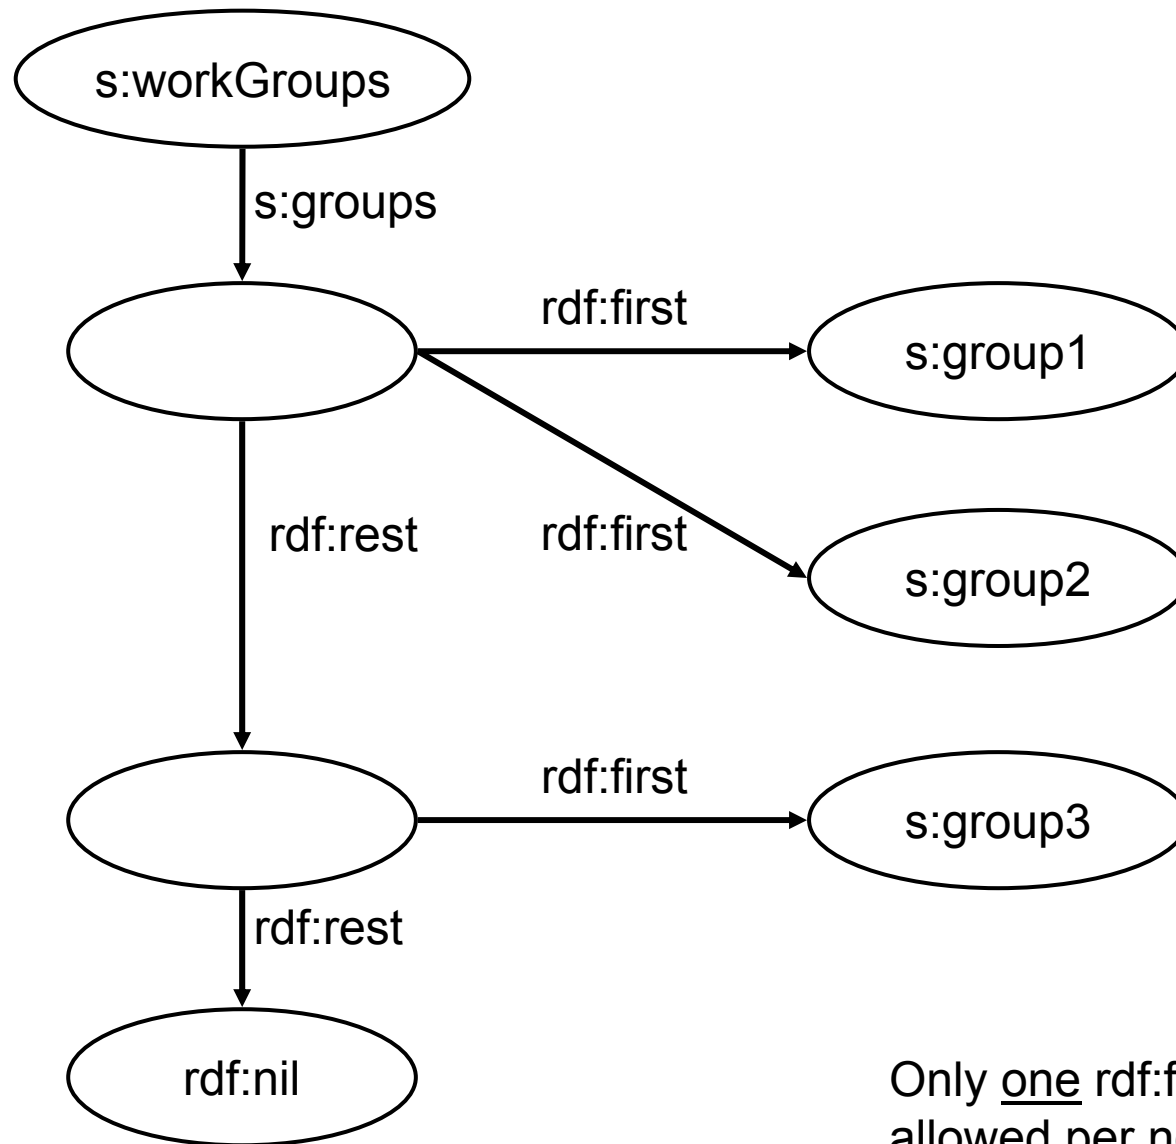 s:workGroups
s:groups
rdf:first
s:group1
rdf:rest
rdf:first
s:group2
rdf:first
s:group3
rdf:rest
rdf:nil
Only one
allowed per